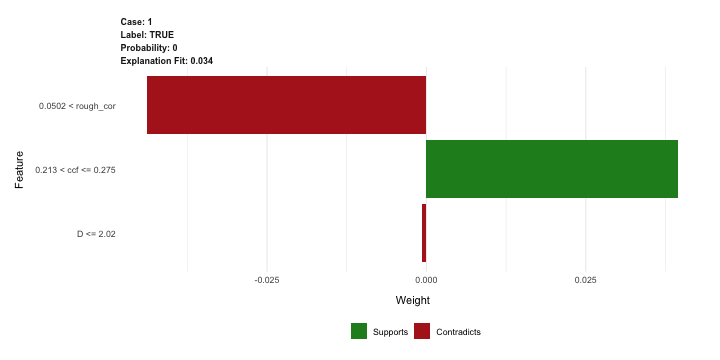 Case: 1
Label: TRUE
Probability: 0
Explanation Fit: 0.034
Feature
0.0502 < rough_cor
0.213 < ccf <= 0.275
D <= 2.02
-0.025
0.000
0.025
Weight
Supports
Contradicts